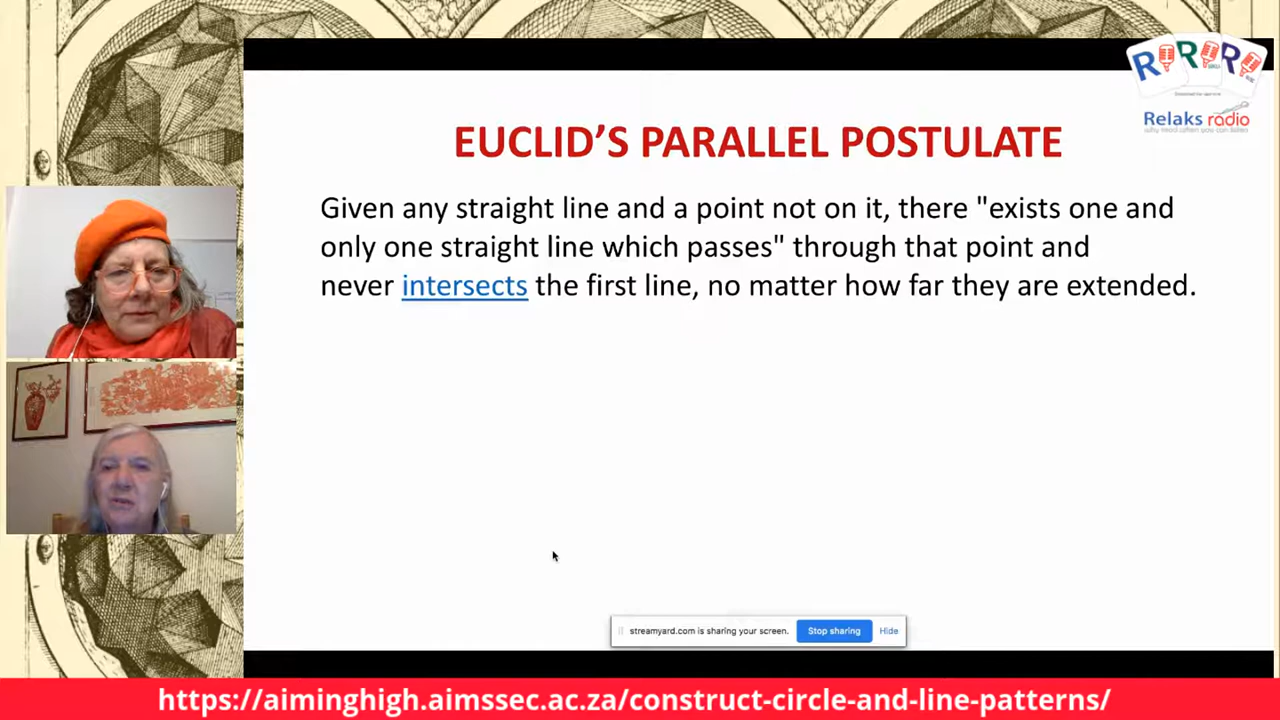 EUCLID'S PARALLEL POSTULATE
Given any straight line and a point not on it, there "exists one and
only one straight line which passes" through that point and
never intersects the first line, no matter how far they are extended.
Relaks radio
streamyard.com is sharing your screen.
Stop sharing
Hide
https://aiminghigh.aimssec.ac.za/construct-circle-and-line-patterns/